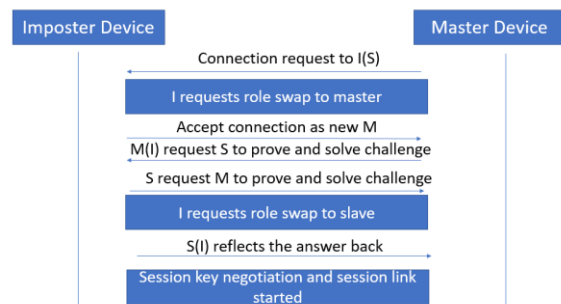 Imposter Device
Master Device
Connection request to I(S)
I requests role swap to master
Accept connection as new M
M(I) request S to prove and solve challenge
S request M to prove and solve challenge
I requests role swap to slave
S(I) reflects the answer back
Session key negotiation and session link
started